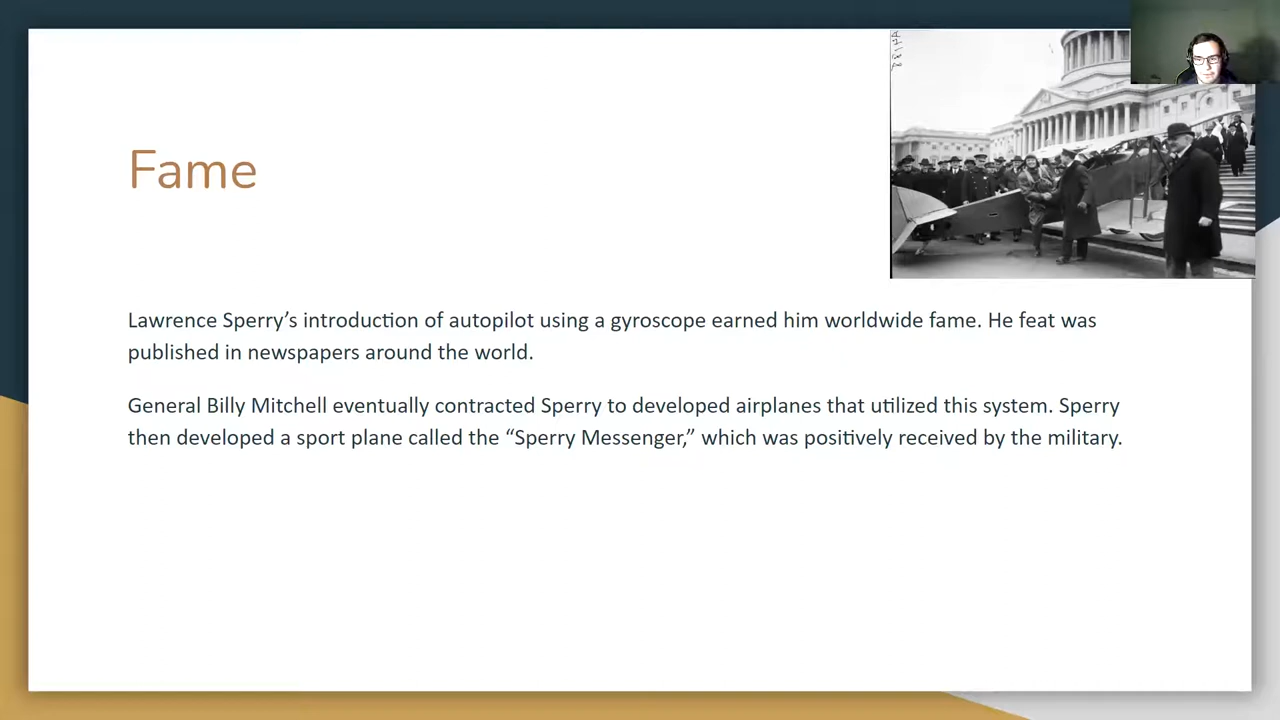 Fame
Lawrence Sperry’s introduction of autopilot using a gyroscope earned him worldwide fame. He feat was
published in newspapers around the world.
General Billy Mitchell eventually contracted Sperry to developed airplanes that utilized this system. Sperry
then developed a sport plane called the “Sperry Messenger,” which was positively received by the military.